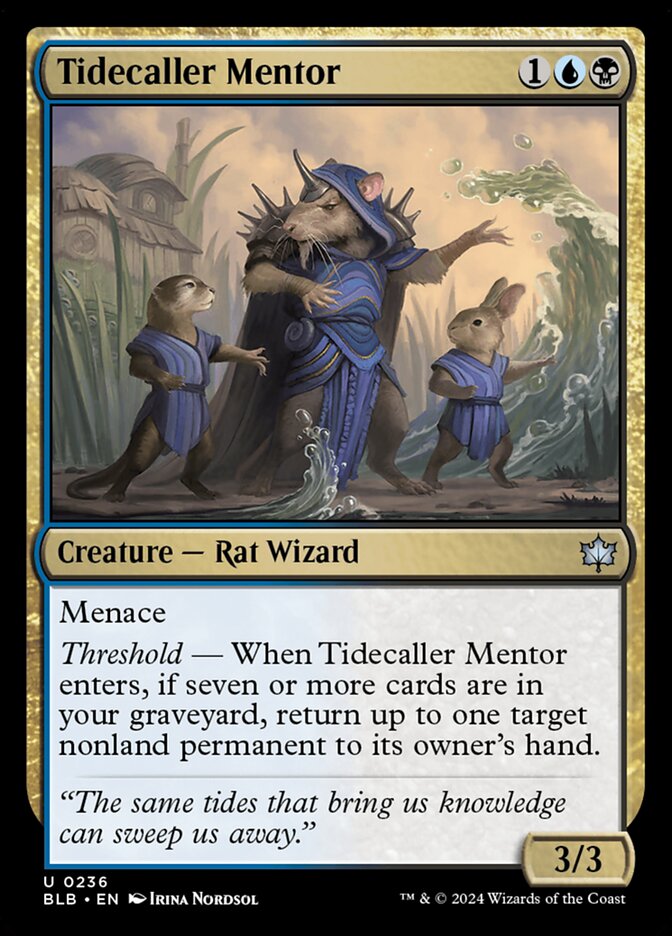 Tidecaller Mentor 1
Creature — Rat Wizard
Menace
Threshold — When Tidecaller Mentor
enters, if seven or more cards are in
your graveyard, return up to one target
nonland permanent to its owner's hand.
“The same tides that bring us knowledge
can sweep us away.”
3/3
U 0236
BLB • EN Irina Nordsol
™ & © 2024 Wizards of the Coast